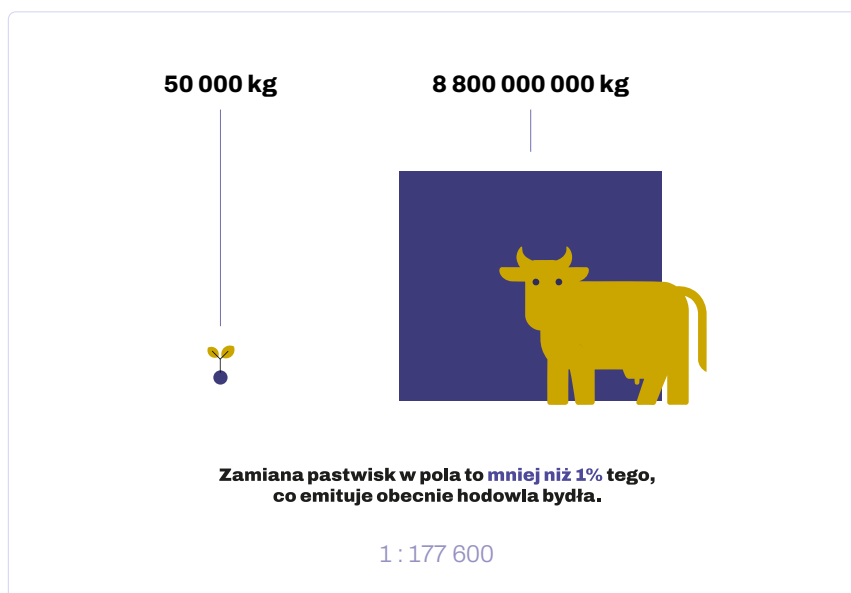 50 000 kg
8 800 000 000 kg
Zamiana pastwisk w pola to mniej niż 1% tego,
co emituje obecnie hodowla bydła.
1 : 177 600